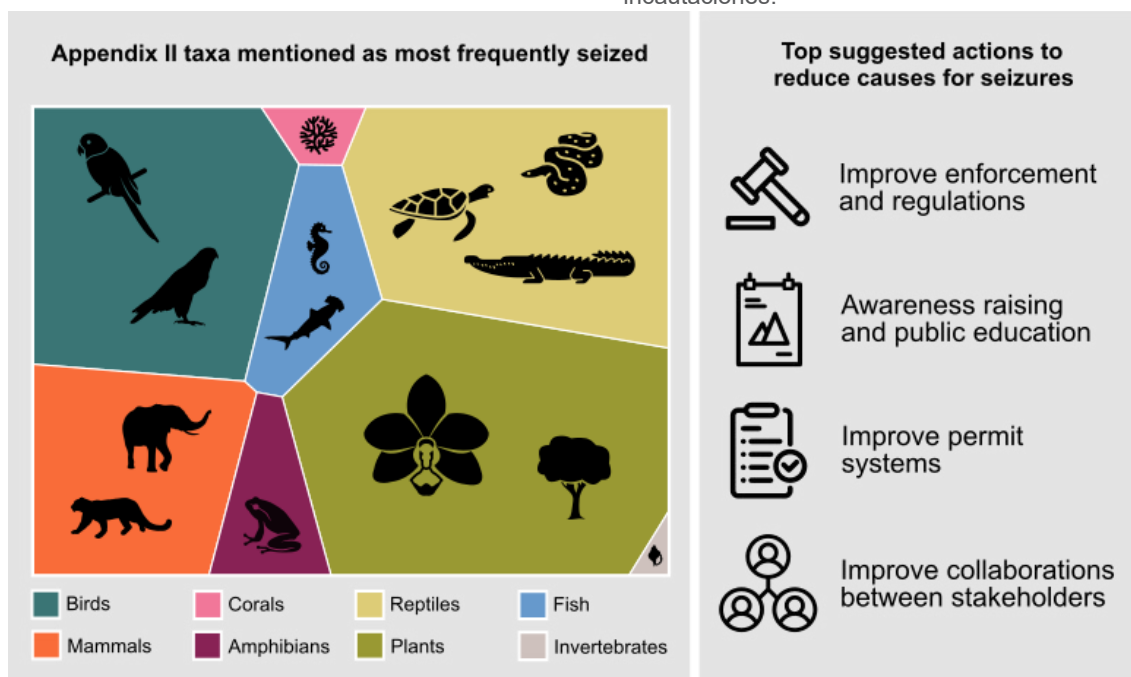 incautaciones.
Appendix II taxa mentioned as most frequently seized
Birds
Corals
Reptiles
Fish
Mammals
Amphibians
Plants
Invertebrates
Top suggested actions to
reduce causes for seizures
Improve enforcement
and regulations
Awareness raising
and public education
Improve permit
systems
Improve collaborations
between stakeholders